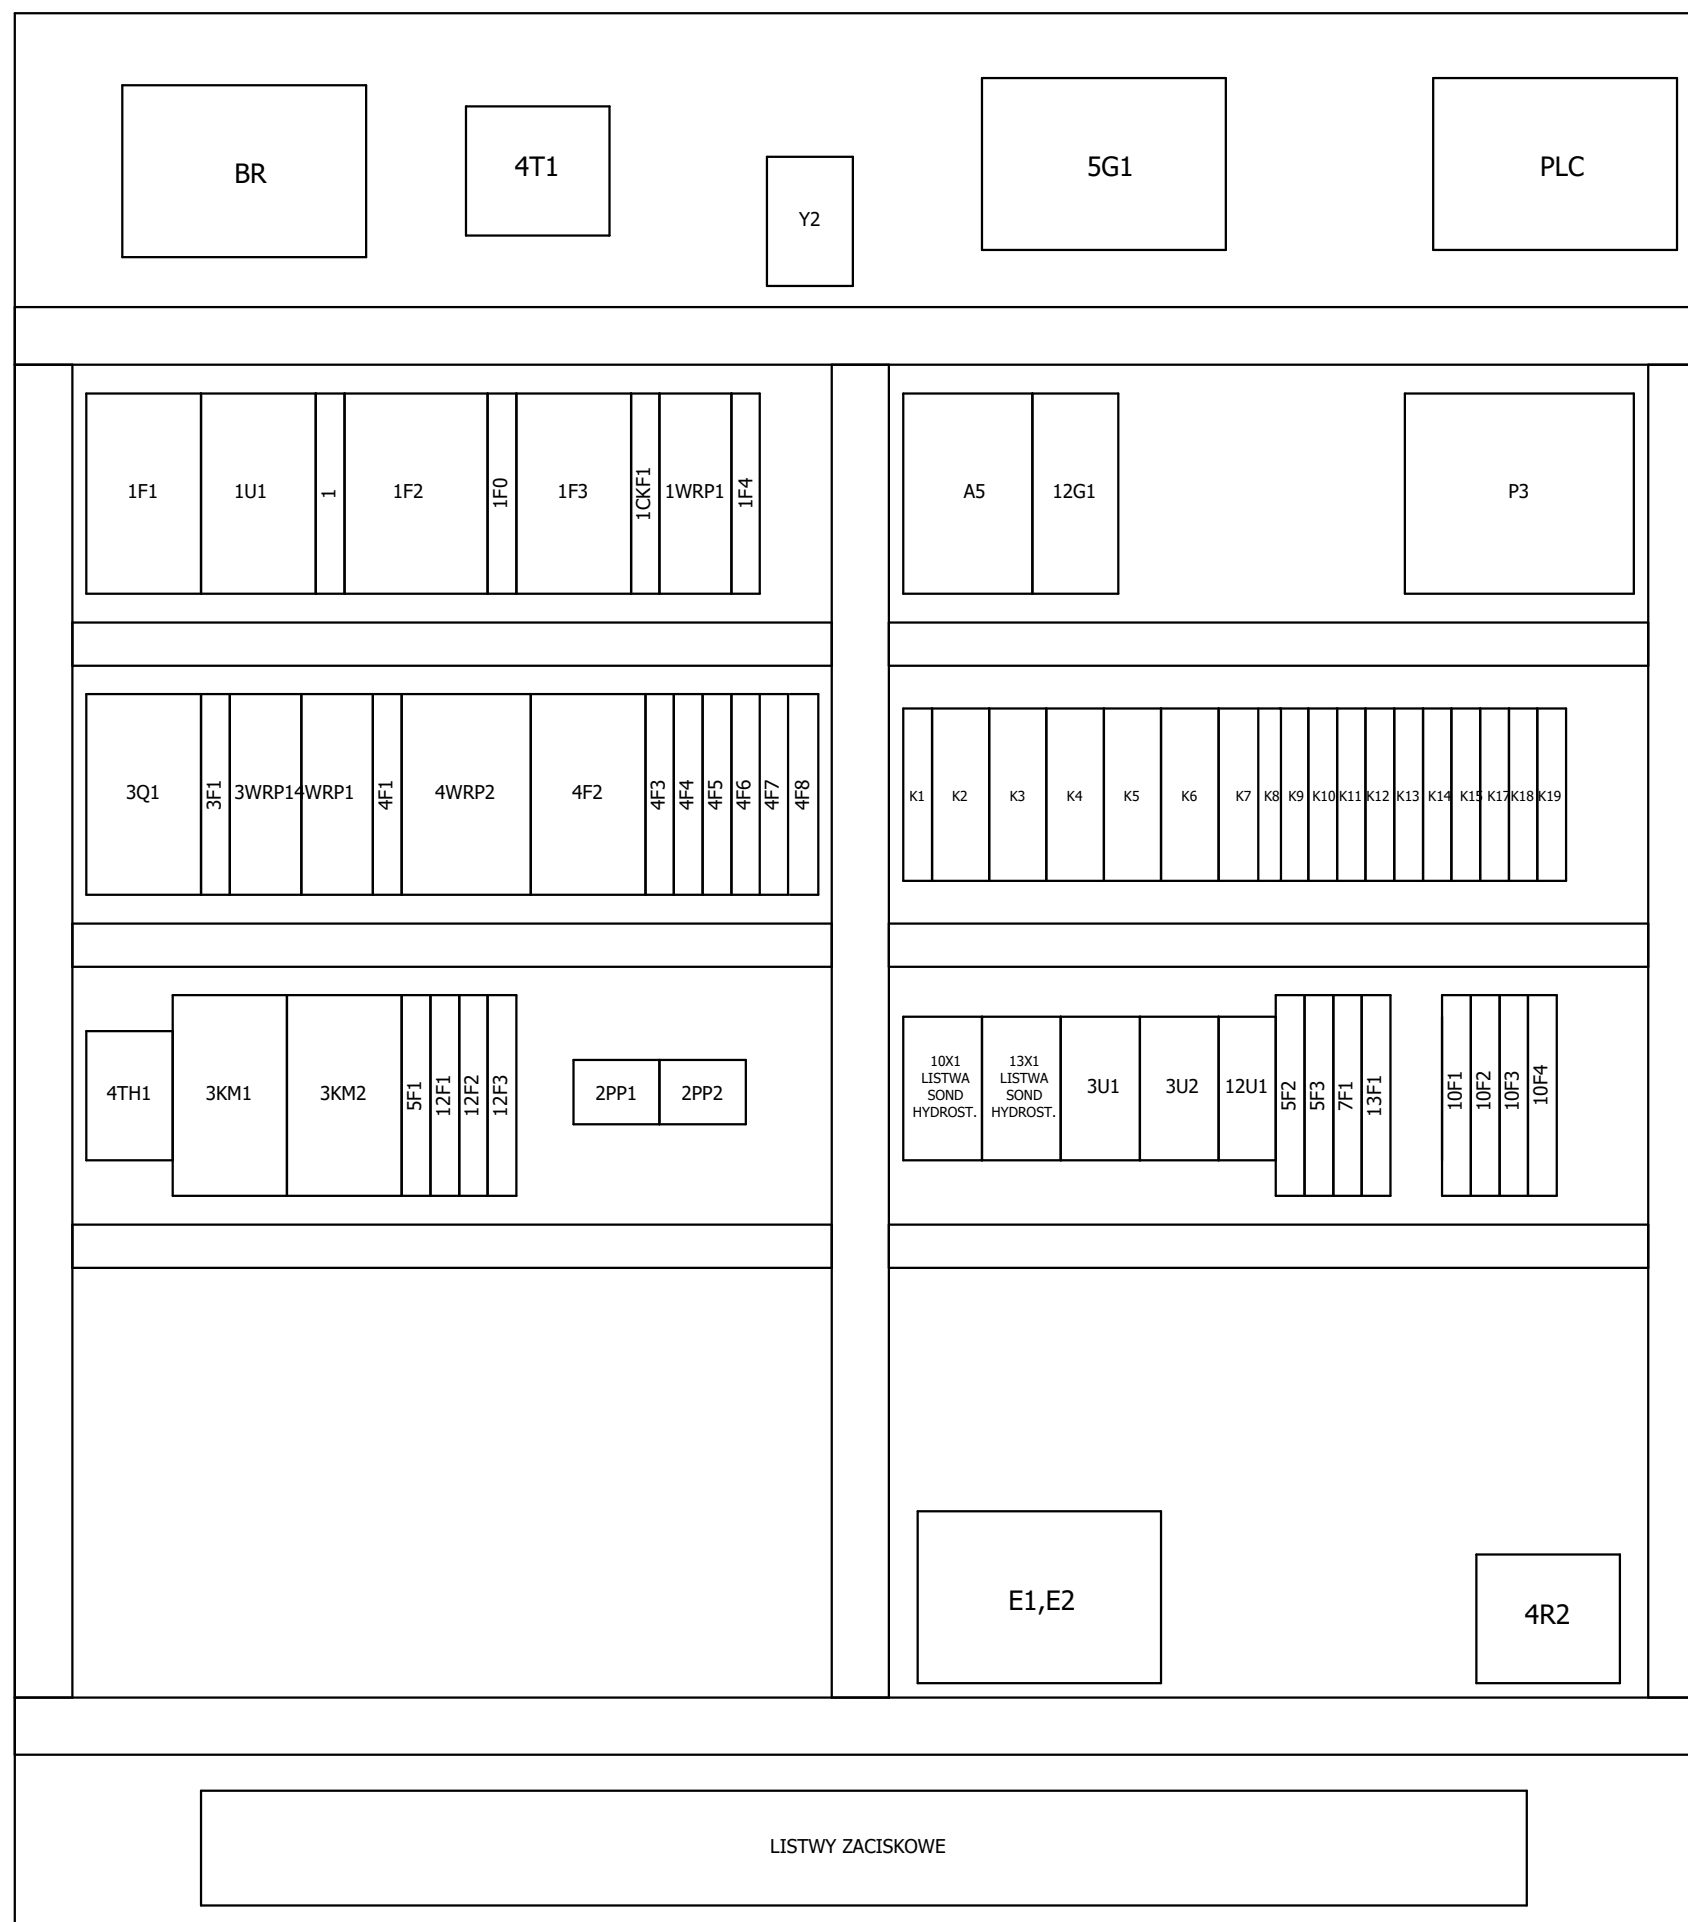 BR
4T1
Y2
5G1
PLC
1F1
1U1
1
1F2
1F0
1F3
1CKF1
1WRP1
1F4
A5
12G1
P3
3Q1
3F1
3WRP1
4WRP1
4F1
4WRP2
4F2
4F3
4F4
4F5
4F6
4F7
4F8
K1
K2
K3
K4
K5
K6
K7
K8
K9
K10
K11
K12
K13
K14
K15
K17
K18
K19
4TH1
3KM1
3KM2
5F1
12F1
12F2
12F3
2PP1
2PP2
10X1
LISTWA
SOND
HYDROST.
13X1
LISTWA
SOND
HYDROST.
3U1
3U2
12U1
5F2
5F3
7F1
13F1
10F1
10F2
10F3
10F4
E1,E2
4R2
LISTWY ZACISKOWE